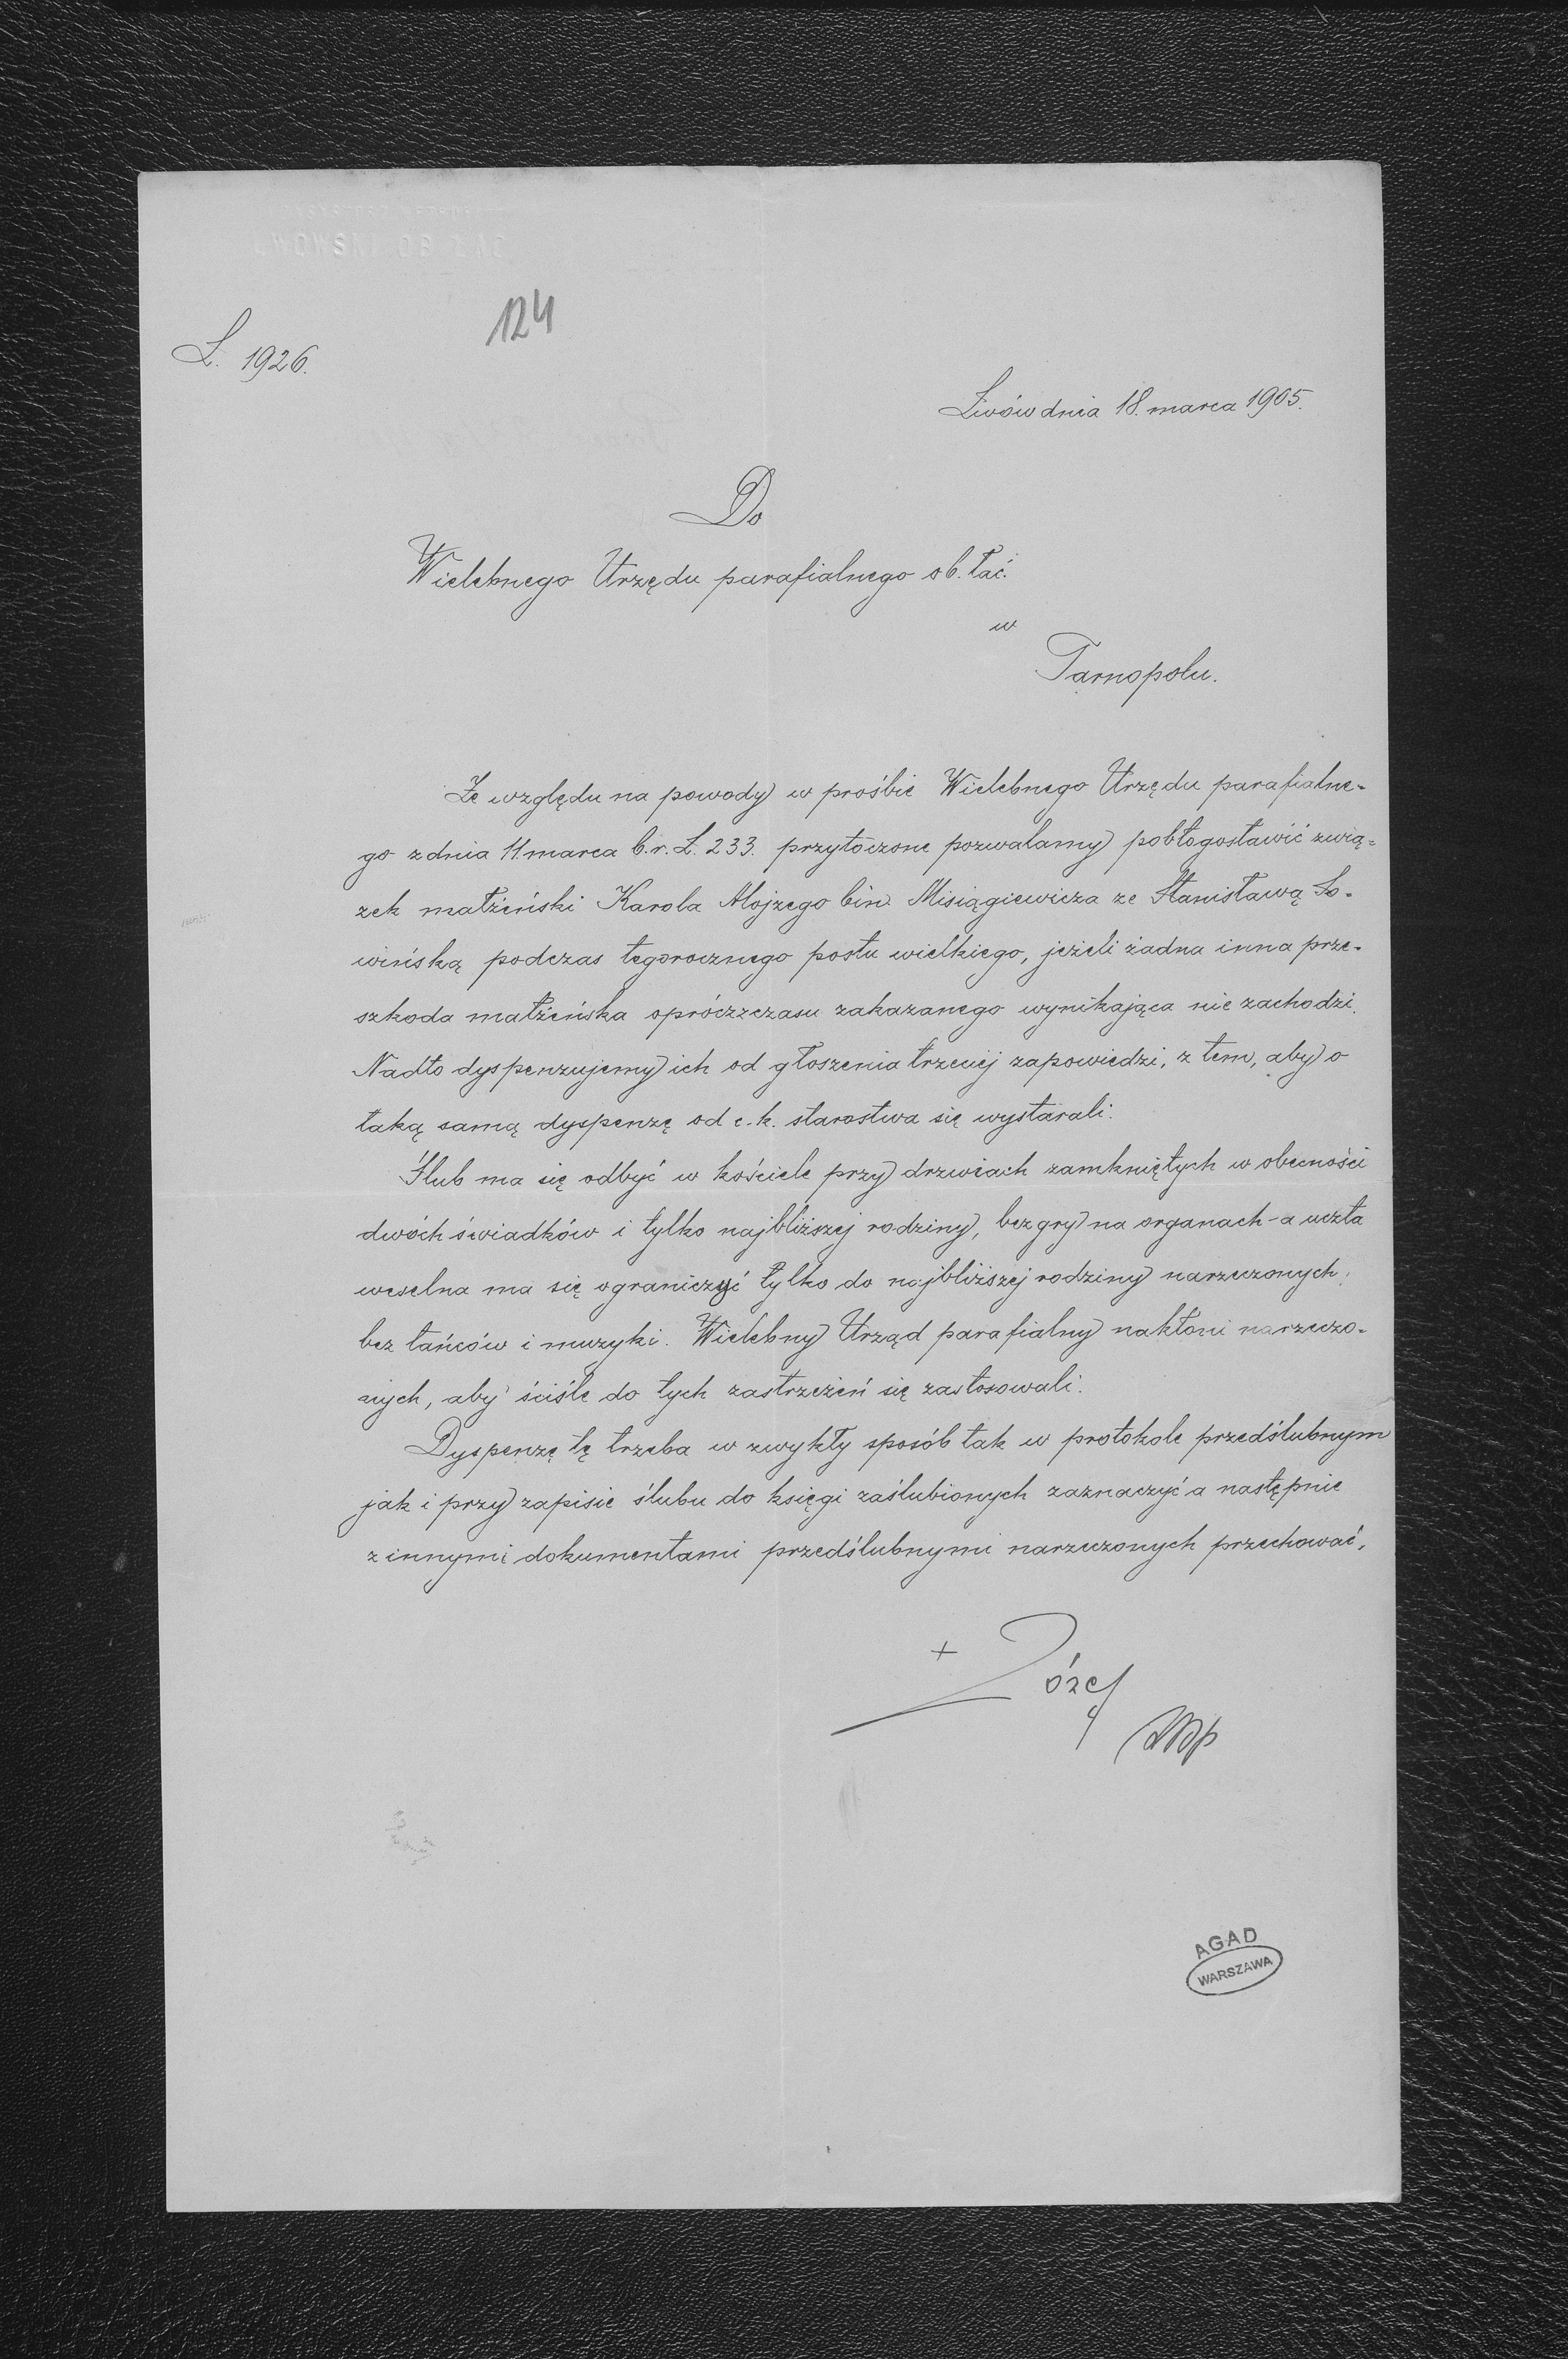 WOWSKI OB ŁAC
124
L. 1926.
Lwów dnia 18. marca 1905.
Do
Wielebnego Urzędu parafialnego ob. łać.
w
Tarnopolu.
Ze względu na powody w prośbie Wielebnego Urzędu parafialne-
go z dnia 11 marca b.r. L. 233. przytoczone pozwalamy pobłogosławić zwią-
zek małżeński Karola Alojzego bin. Misiągiewicza ze Stanisławą So-
wińską podczas tegorocznego postu wielkiego, jeżeli żadna inna prze-
szkoda małżeńska oprócz z czasu zakazanego wynikająca nie zachodzi.
Nadto dyspenzujemy ich od głoszenia trzeciej zapowiedzi, z tem, aby o
taką samą dyspenzę od c.k. starostwa się wystarali.
Ślub ma się odbyć w kościele przy drzwiach zamkniętych w obecności
dwóch świadków i tylko najbliższej rodziny, bez gry na organach - a uczta
weselna ma się ograniczyć tylko do najbliższej rodziny narzeczonych
bez tańców i muzyki. Wielebny Urząd parafialny nakłoni narzeczo-
nych, aby ściśle do tych zastrzeżeń się zastosowali.
Dyspenzę tę trzeba w zwykły sposób tak w protokole przedślubnym
jak i przy zapisie ślubu do księgi zaślubionych zaznaczyć a następnie
z innymi dokumentami przedślubnymi narzeczonych przechować.
+ Józef
AGAD
WARSZAWA